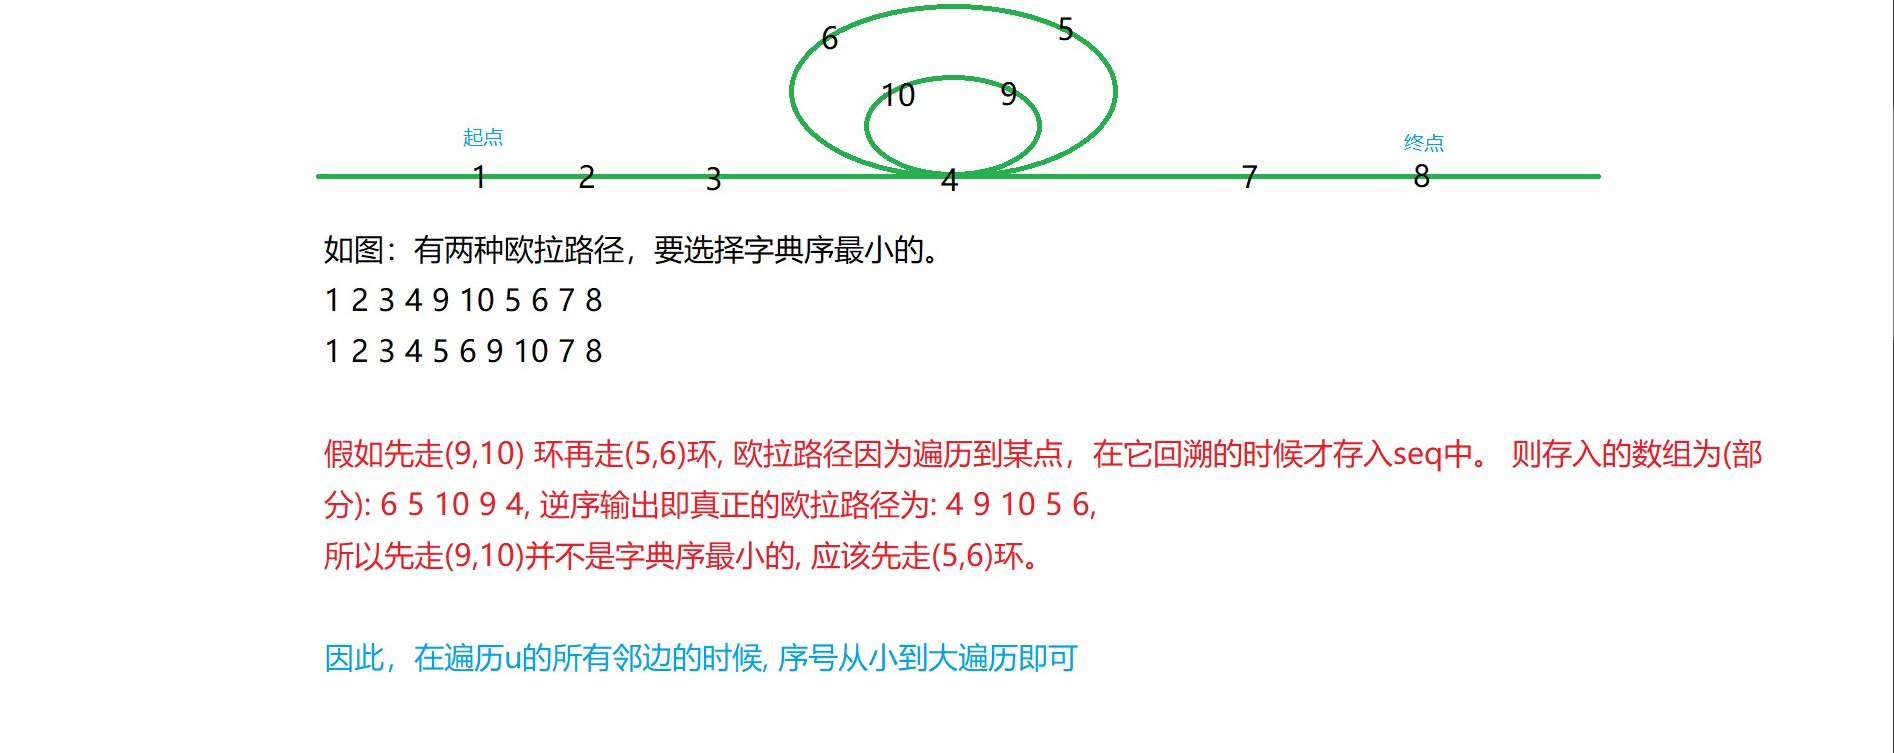 6 5
10 9
起点 终点
1 2 3 4 7 8
如图：有两种欧拉路径，要选择字典序最小的。
1 2 3 4 9 10 5 6 7 8
1 2 3 4 5 6 9 10 7 8
假如先走(9,10) 环再走(5,6)环, 欧拉路径因为遍历到某点，在它回溯的时候才存入seq中。 则存入的数组为(部
分): 6 5 10 9 4, 逆序输出即真正的欧拉路径为: 4 9 10 5 6,
所以先走(9,10)并不是字典序最小的, 应该先走(5,6)环。
因此，在遍历u的所有邻边的时候, 序号从小到大遍历即可